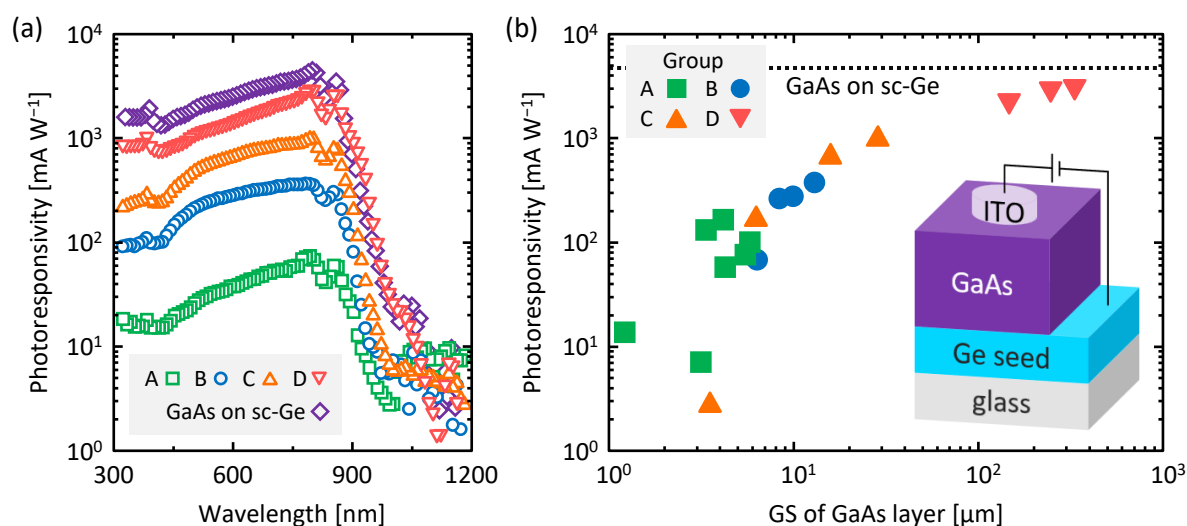 (a)
Photoresponsivity [mA W⁻¹]
10⁴
10³
10²
10¹
10⁰
A B C D
GaAs on sc-Ge
300 600 900 1200
Wavelength [nm]
(b)
Photoresponsivity [mA W⁻¹]
10⁴
10³
10²
10¹
10⁰
Group
A B
C D
GaAs on sc-Ge
ITO
GaAs
Ge seed
glass
10⁰ 10¹ 10² 10³
GS of GaAs layer [μm]